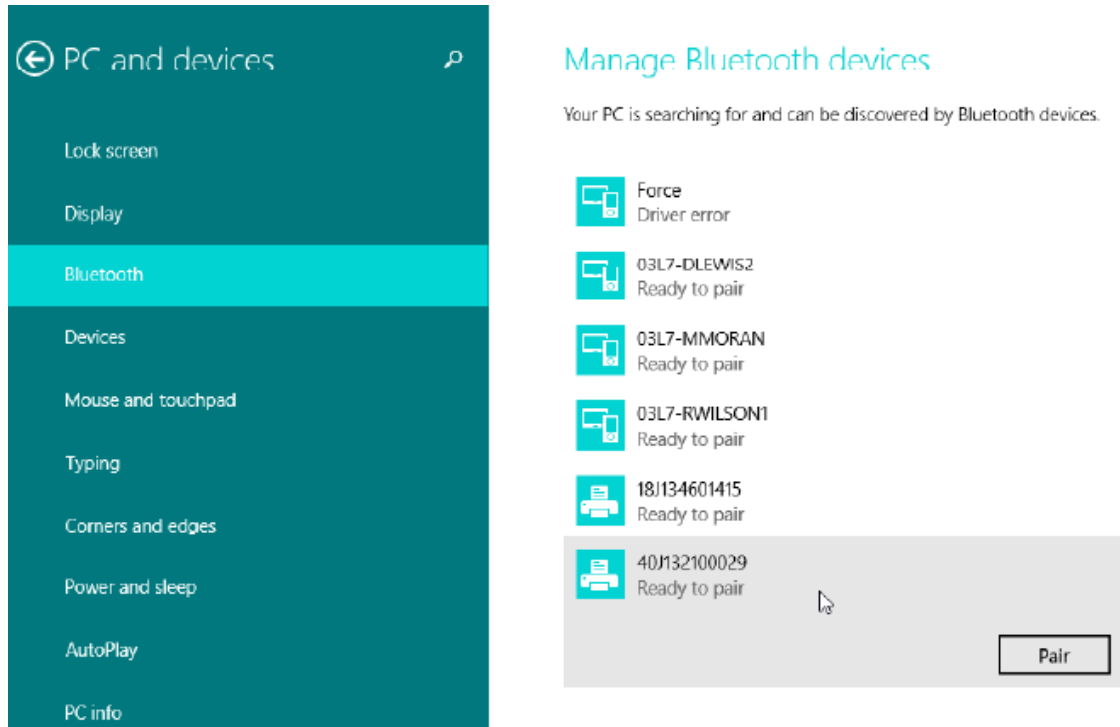 PC and devices
Lock screen
Display
Bluetooth
Devices
Mouse and touchpad
Typing
Corners and edges
Power and sleep
AutoPlay
PC info
Manage Bluetooth devices
Your PC is searching for and can be discovered by Bluetooth devices.
Force
Driver error
03L7-DLEWIS2
Ready to pair
03L7-MMORAN
Ready to pair
03L7-RWILSON1
Ready to pair
18J134601415
Ready to pair
40J132100029
Ready to pair
Pair